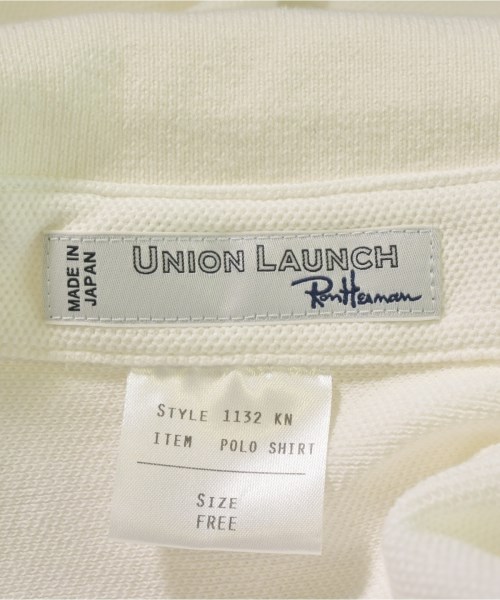 MADE IN
JAPAN
UNION LAUNCH
Ron Herman
STYLE 1132 KN
ITEM POLO SHIRT
SIZE
FREE